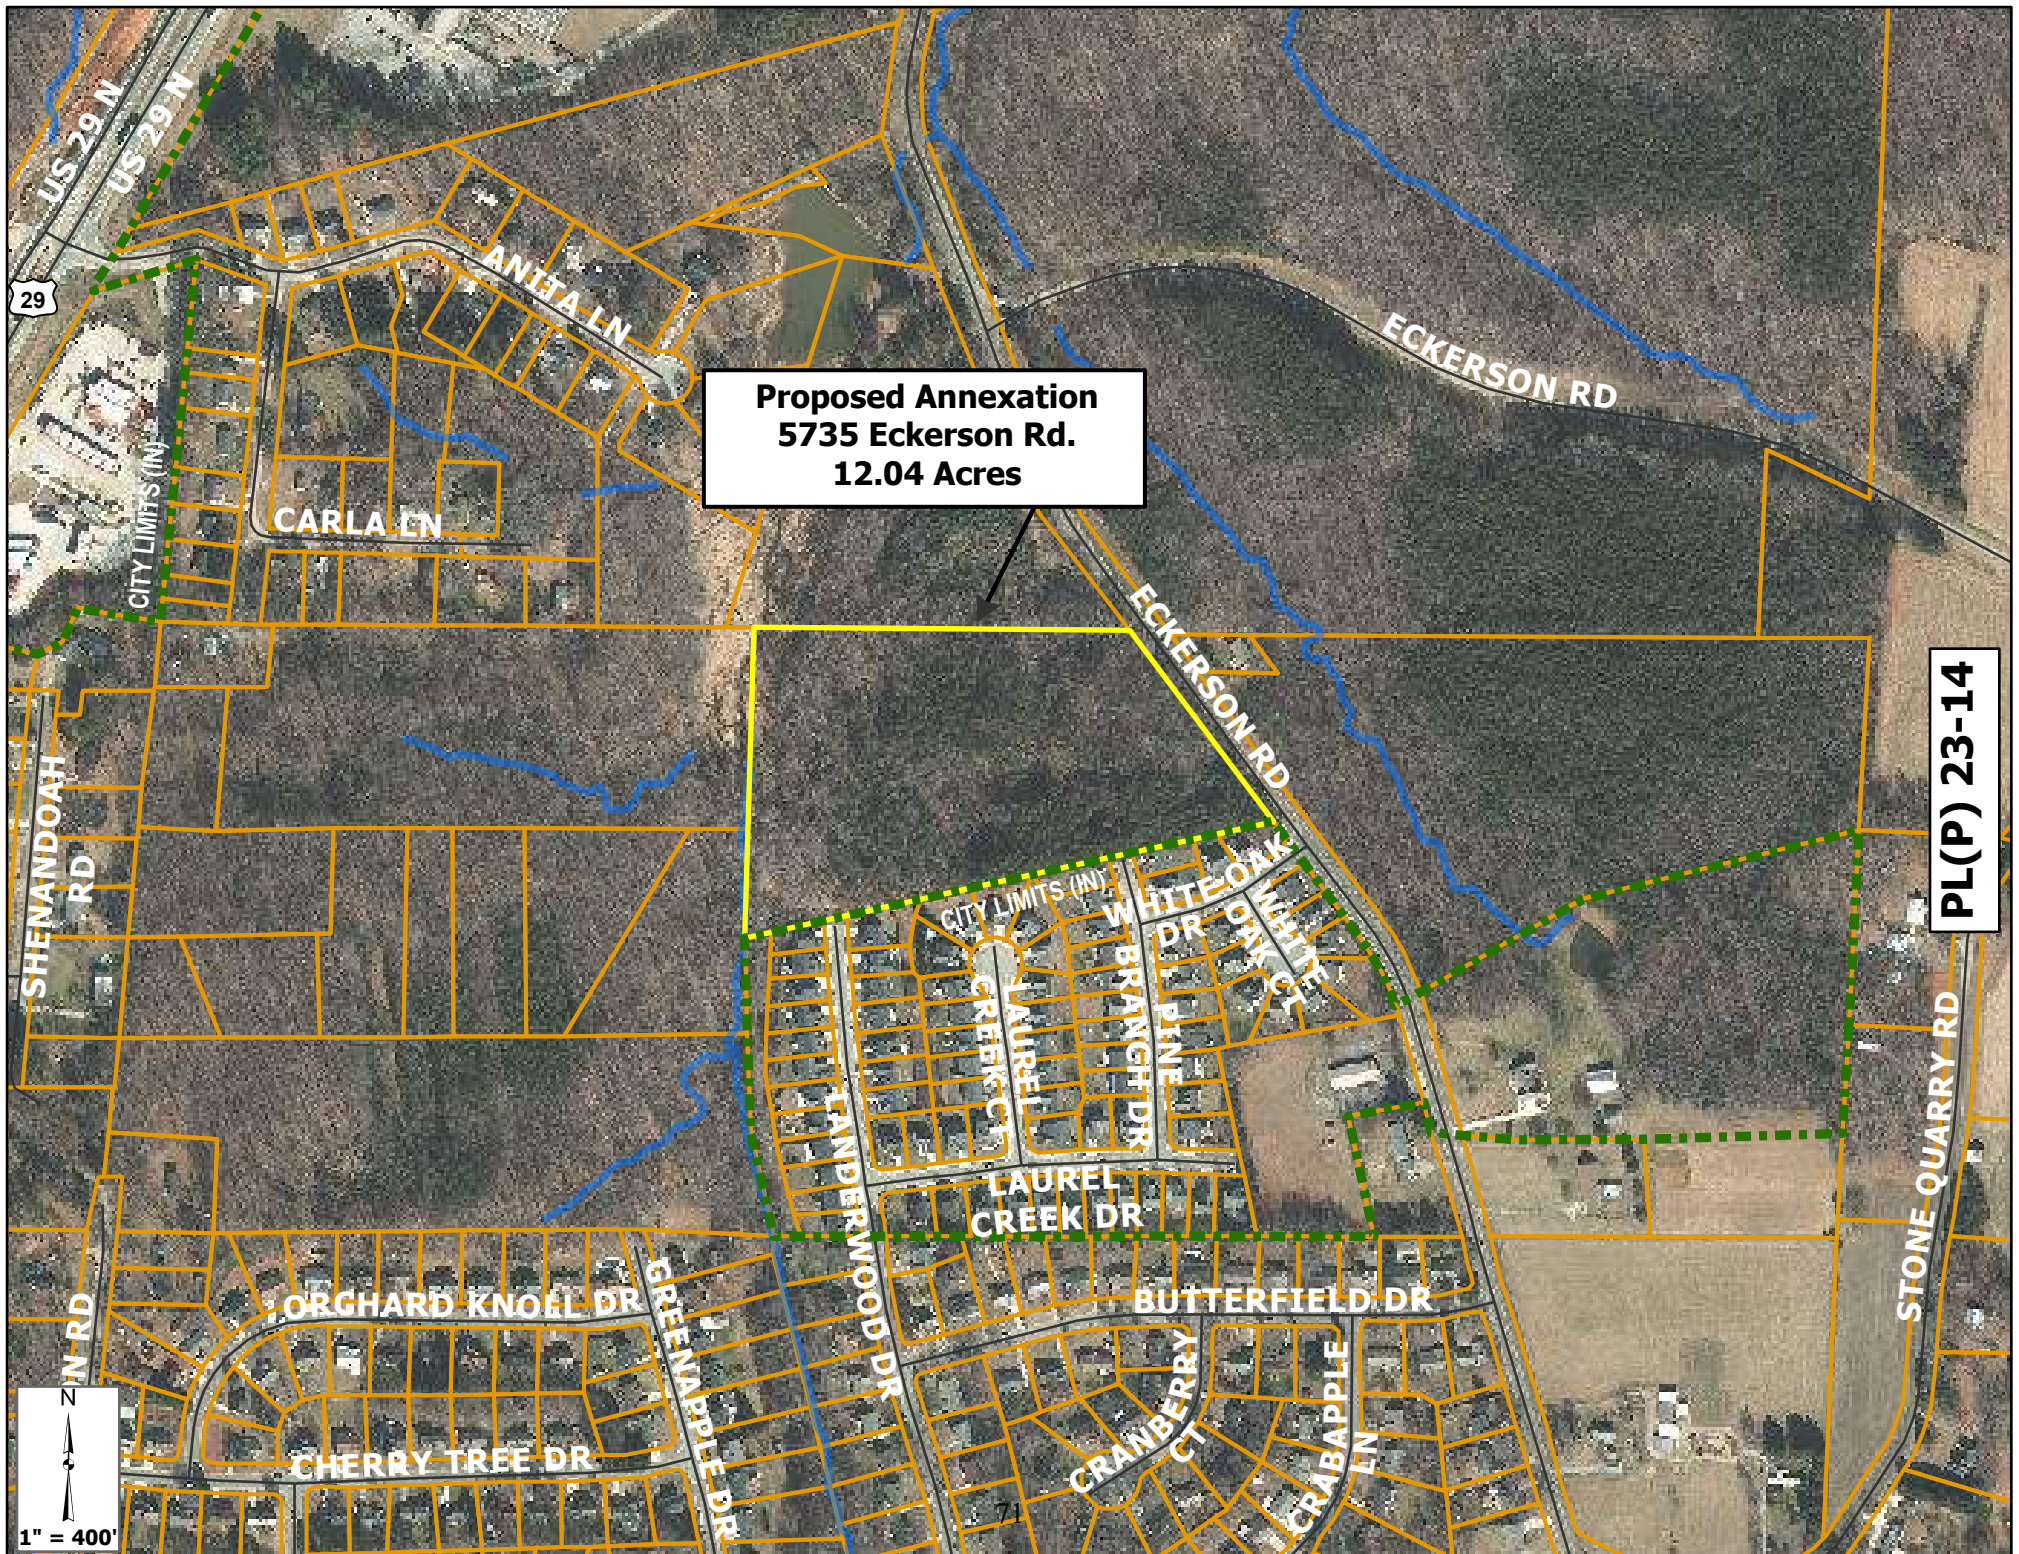 US 29 N
US 29 N
29
ANITA LN
ECKERSON RD
Proposed Annexation
5735 Eckerson Rd.
12.04 Acres
CITY LIMITS (IN)
CARLA LN
ECKERSON RD
PL(P) 23-14
SHENANDOAH
RD
CITY LIMITS (IN)
WHITE OAK
DR
WHITE
OAK CT
LAUREL
CREEK CT
PINE
BRANCH DR
LANDERWOOD DR
LAUREL
CREEK DR
STONE QUARRY RD
ORGHARD KNOLL DR
GREENAPPLE DR
BUTTERFIELD DR
CRANBERRY
CT
CRABAPPLE
LN
CHERRY TREE DR
RD
N
1" = 400'
71